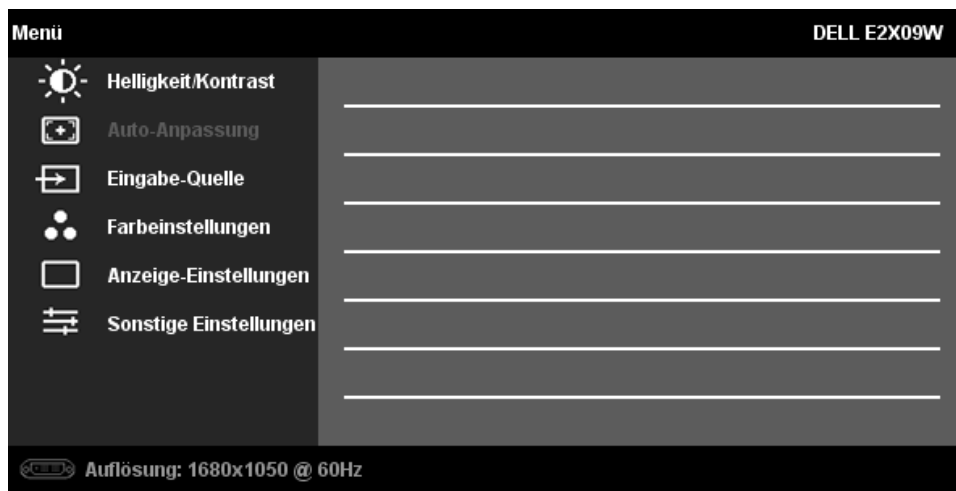 Menü DELL E2X09W
Helligkeit/Kontrast
Auto-Anpassung
Eingabe-Quelle
Farbeinstellungen
Anzeige-Einstellungen
Sonstige Einstellungen
Auflösung: 1680x1050 @ 60Hz